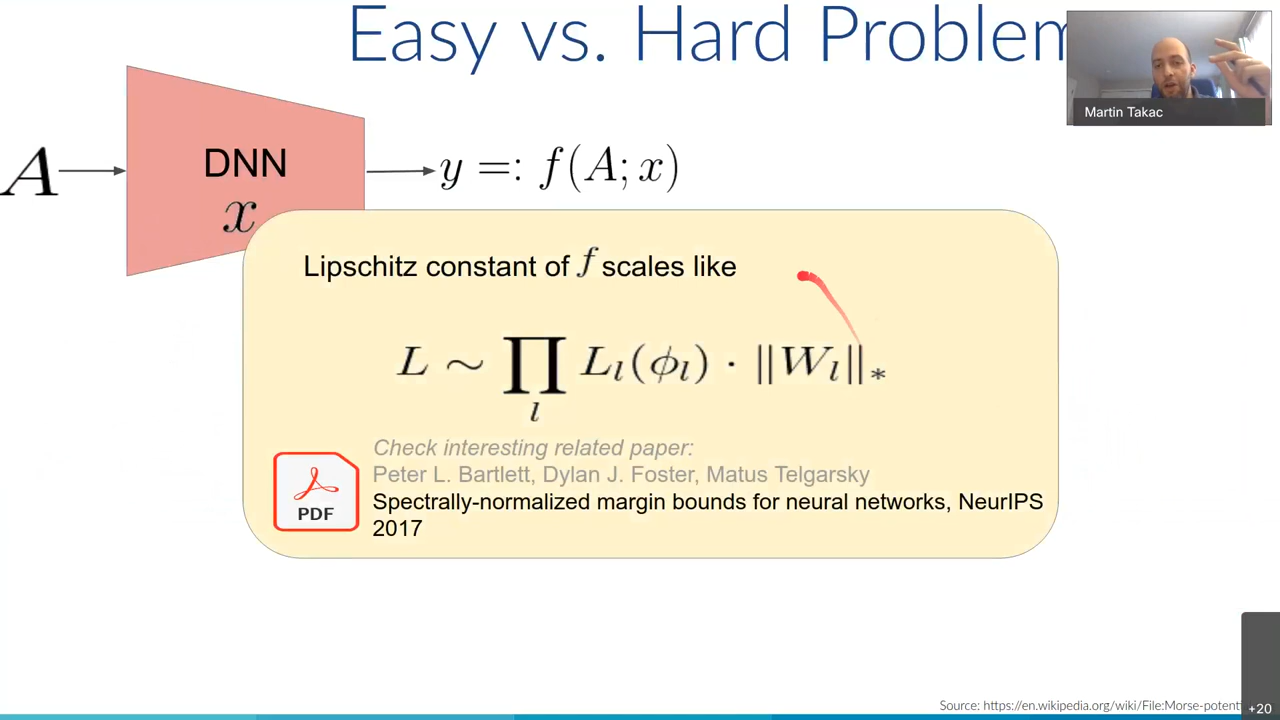 Easy vs. Hard Problem
Martin Takac
A
DNN
x
y =: f(A; x)
Lipschitz constant of f scales like
L ∼ ∏_l L_l(ϕ_l) · ||W_l||_*
Check interesting related paper:
Peter L. Bartlett, Dylan J. Foster, Matus Telgarsky
PDF
Spectrally-normalized margin bounds for neural networks, NeurIPS
2017
Source: https://en.wikipedia.org/wiki/File:Morse-potent
+20